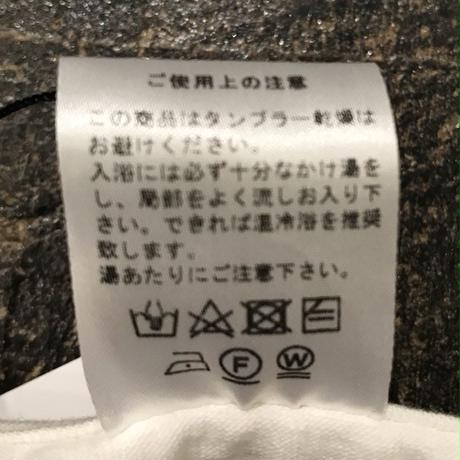 ご使用上の注意
この商品はタンブラー乾燥は
お避けください。
入浴には必ず十分なかけ湯を
し、局部をよく流しお入り下
さい。できれば温冷浴を推奨
致します。
湯あたりにご注意下さい。
F W